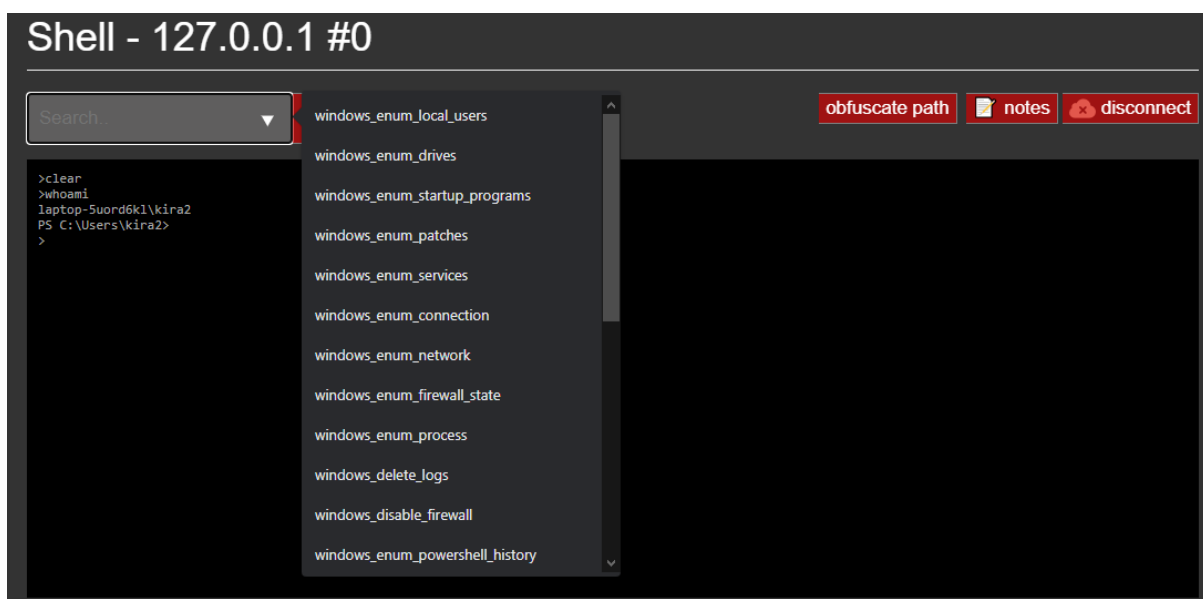 Shell - 127.0.0.1 #0
Search..
obfuscate path
notes
disconnect
>clear
>whoami
laptop-5uord6kl\kira2
PS C:\Users\kira2>
>
windows_enum_local_users
windows_enum_drives
windows_enum_startup_programs
windows_enum_patches
windows_enum_services
windows_enum_connection
windows_enum_network
windows_enum_firewall_state
windows_enum_process
windows_delete_logs
windows_disable_firewall
windows_enum_powershell_history